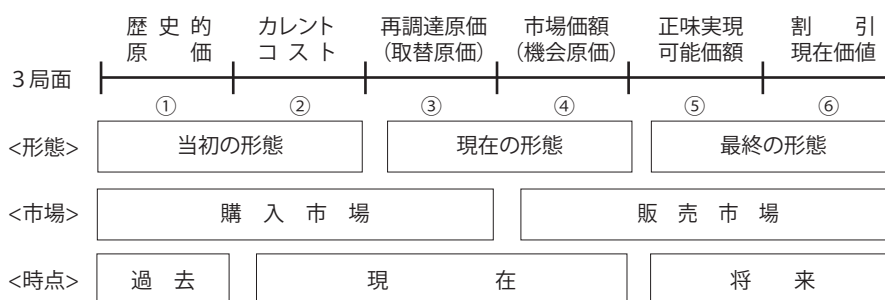 歴史的 カレント 再調達原価 市場価額 正味実現 割引
原価 コスト (取替原価) (機会原価) 可能価額 現在価値
3局面
① ② ③ ④ ⑤ ⑥
<形態> 当初の形態 現在の形態 最終の形態
<市場> 購入市場 販売市場
<時点> 過去 現在 将来